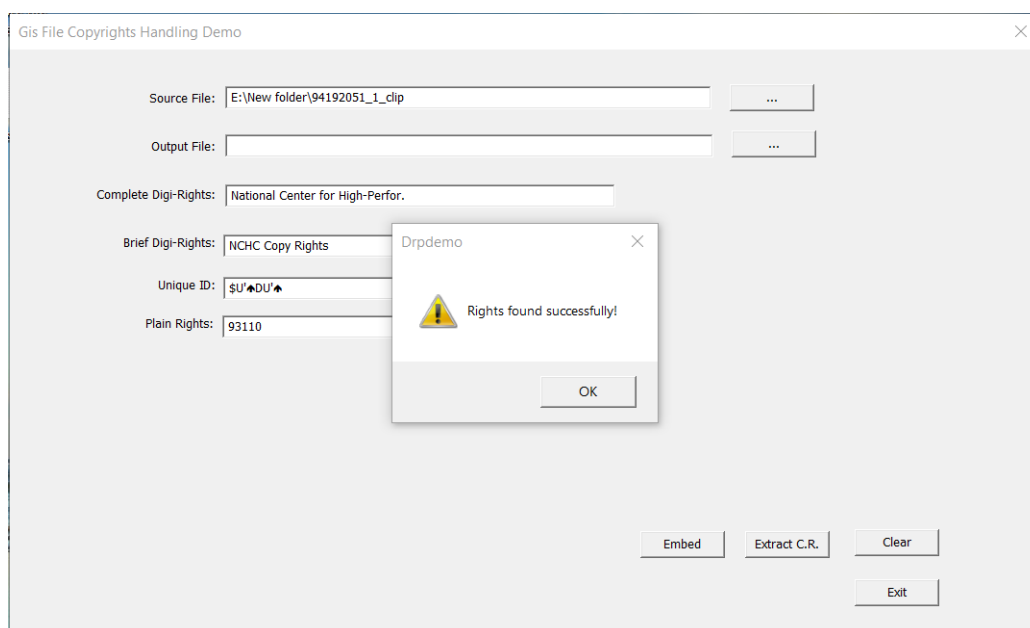 Gis File Copyrights Handling Demo
Source File: E:\New folder\94192051_1_clip ...
Output File: ...
Complete Digi-Rights: National Center for High-Perfor.
Brief Digi-Rights: NCHC Copy Rights
Unique ID: $U'♠DU'♠
Plain Rights: 93110
Drpdemo
Rights found successfully!
OK
Embed Extract C.R. Clear
Exit